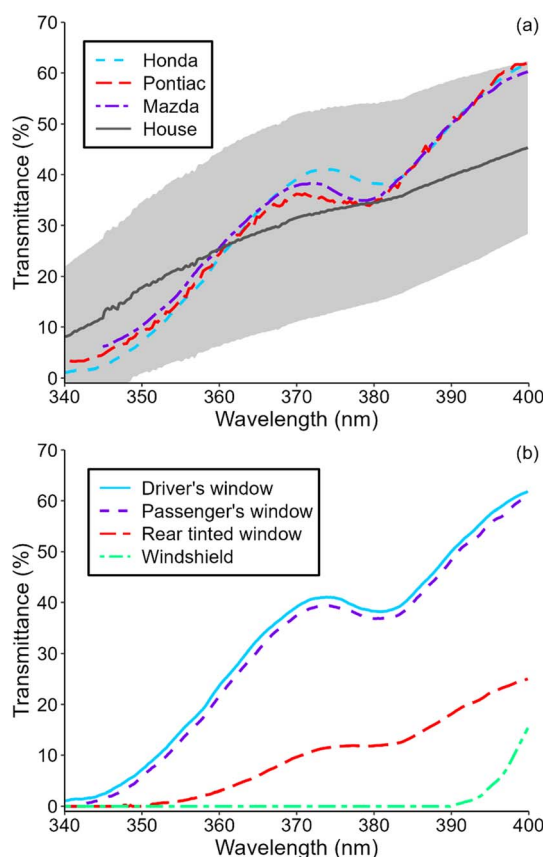 (a)
70
60
50
40
30
20
10
0
Transmittance (%)
Honda
Pontiac
Mazda
House
340 350 360 370 380 390 400
Wavelength (nm)
(b)
70
60
50
40
30
20
10
0
Transmittance (%)
Driver's window
Passenger's window
Rear tinted window
Windshield
340 350 360 370 380 390 400
Wavelength (nm)